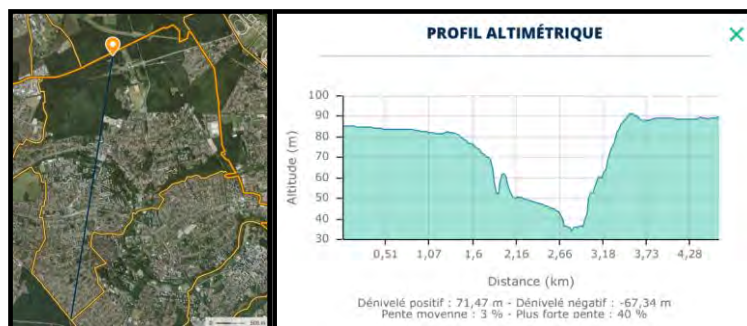 PROFIL ALTIMÉTRIQUE
Altitude (m)
100
90
80
70
60
50
40
30
0,51 1,07 1,6 2,16 2,66 3,18 3,73 4,28
Distance (km)
Dénivelé positif : 71,47 m - Dénivelé négatif : -67,34 m
Pente moyenne : 3 % - Plus forte pente : 40 %
500 m